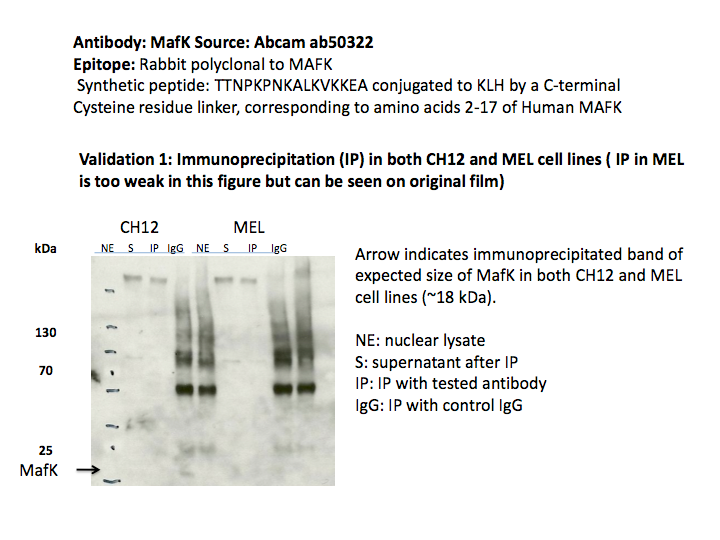 Antibody: MafK Source: Abcam ab50322
Epitope: Rabbit polyclonal to MAFK
Synthetic peptide: TTNPKPNKALKVKKEA conjugated to KLH by a C-terminal
Cysteine residue linker, corresponding to amino acids 2-17 of Human MAFK
Validation 1: Immunoprecipitation (IP) in both CH12 and MEL cell lines ( IP in MEL
is too weak in this figure but can be seen on original film)
CH12 MEL
kDa NE S IP IgG NE S IP IgG
130
70
25
MafK
Arrow indicates immunoprecipitated band of
expected size of MafK in both CH12 and MEL
cell lines (~18 kDa).
NE: nuclear lysate
S: supernatant after IP
IP: IP with tested antibody
IgG: IP with control IgG